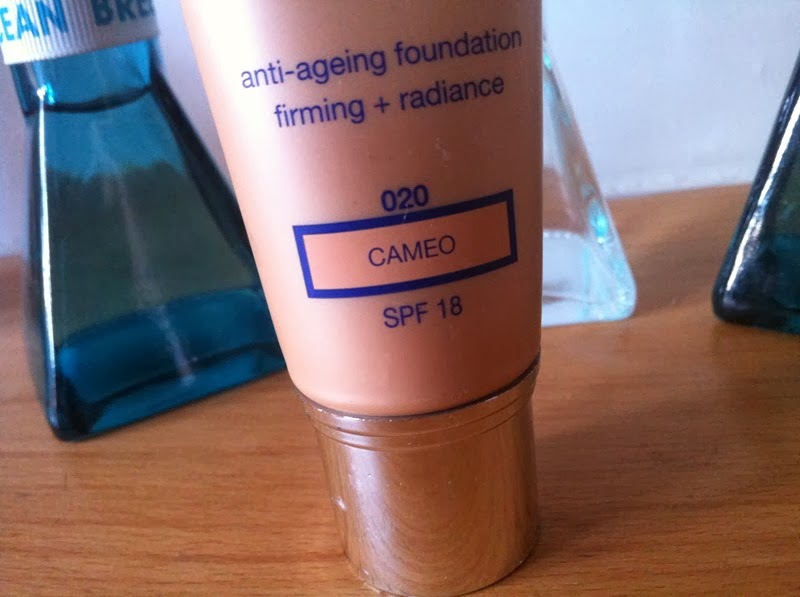 anti-ageing foundation
firming + radiance
020
CAMEO
SPF 18